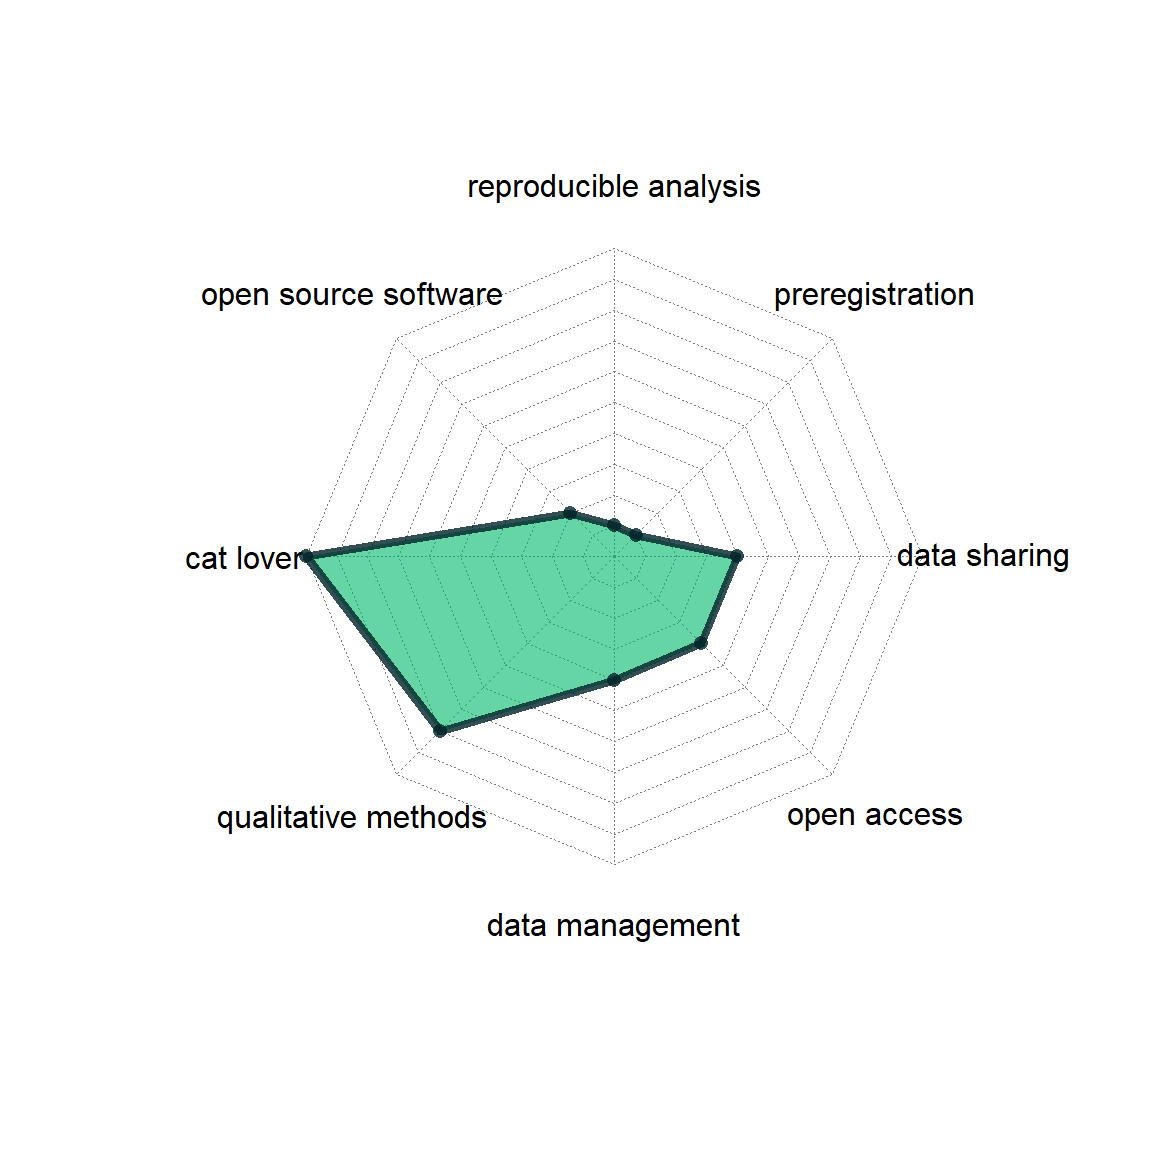 reproducible analysis
open source software
preregistration
cat lover
data sharing
qualitative methods
open access
data management